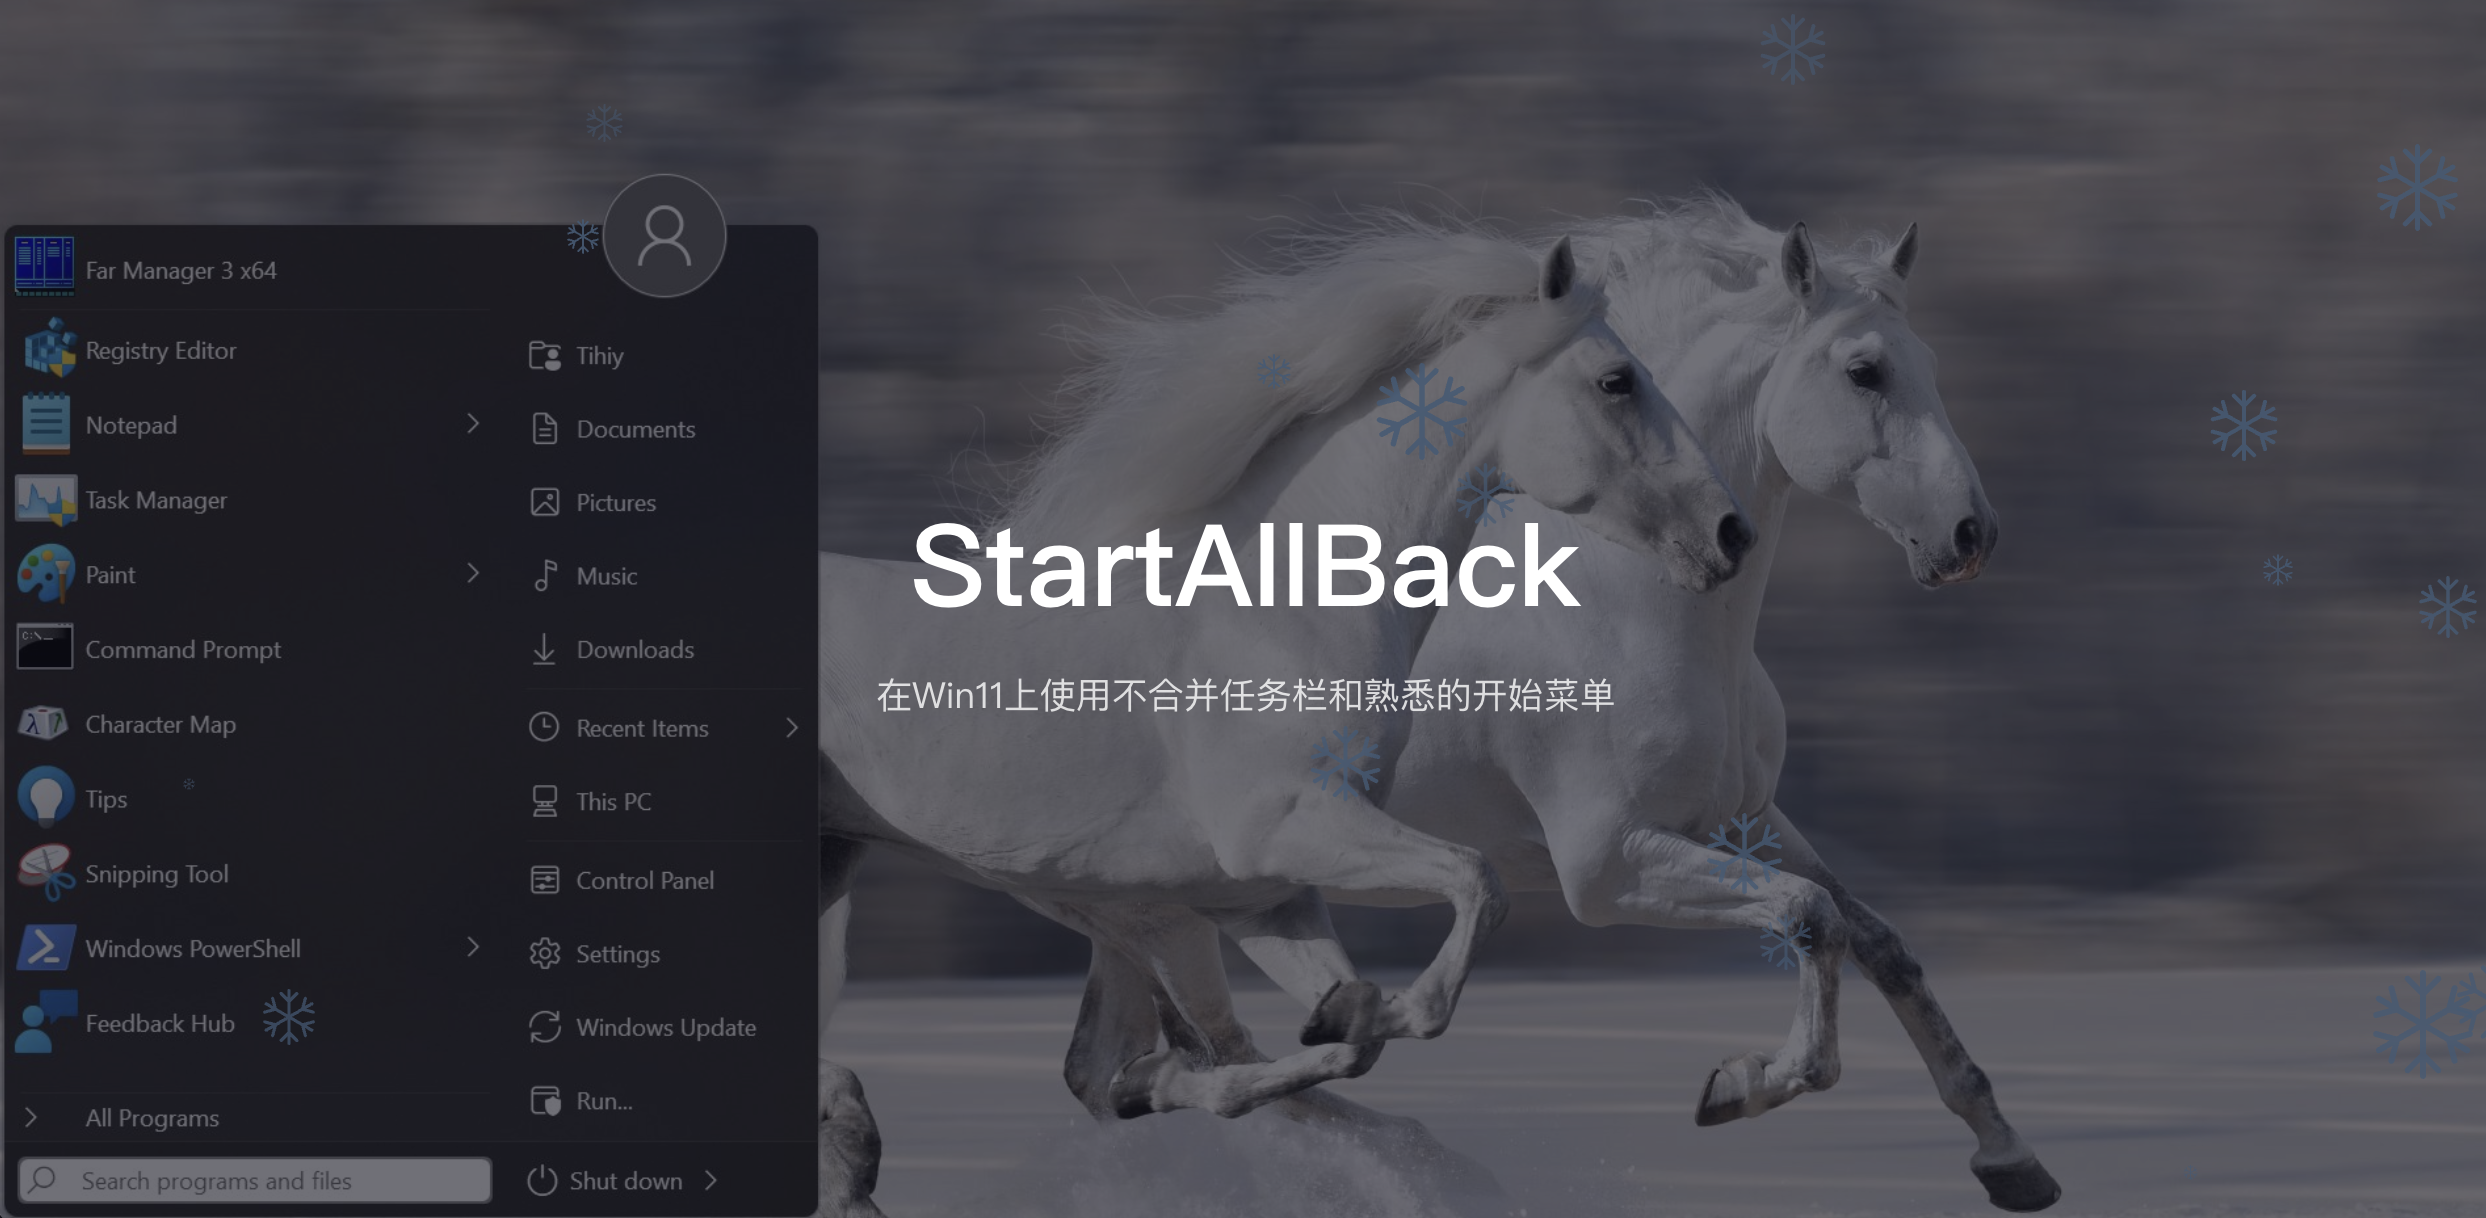 Far Manager 3 x64
Registry Editor
Notepad
Task Manager
Paint
Command Prompt
Character Map
Tips
Snipping Tool
Windows PowerShell
Feedback Hub
All Programs
Search programs and files
Tihiy
Documents
Pictures
Music
Downloads
Recent Items
This PC
Control Panel
Settings
Windows Update
Run...
Shut down
StartAllBack
在Win11上使用不合并任务栏和熟悉的开始菜单